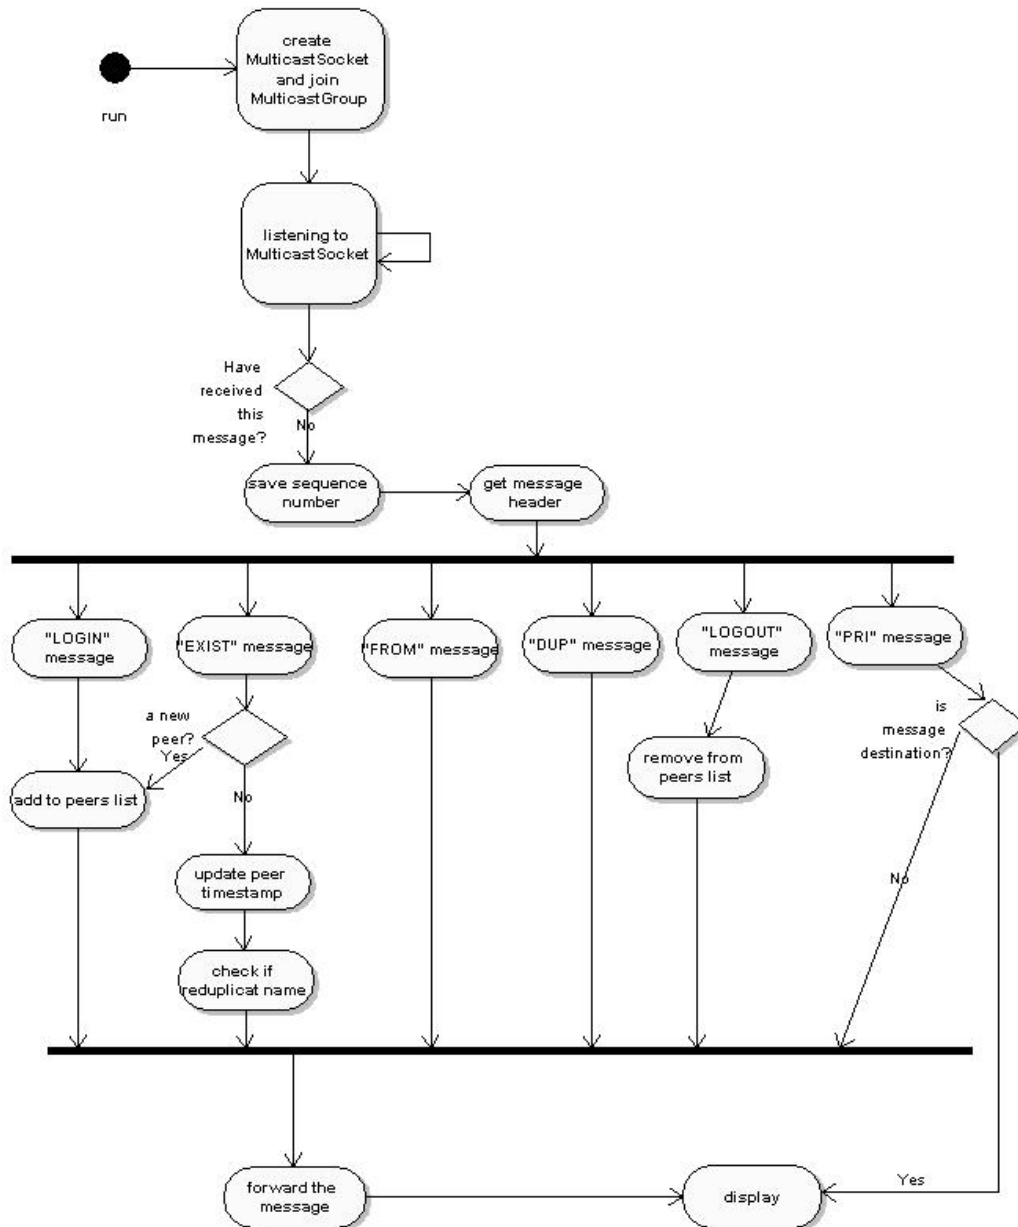 create
MulticastSocket
and join
MulticastGroup
run
listening to
MulticastSocket
Have
received
this
message?
No
save sequence
number
get message
header
"LOGIN"
message
"EXIST" message
"FROM" message
"DUP" message
"LOGOUT"
message
"PRI" message
a new
peer?
Yes
No
is
message
destination?
add to peers list
remove from
peers list
update peer
timestamp
No
check if
reduplicat name
forward the
message
display
Yes